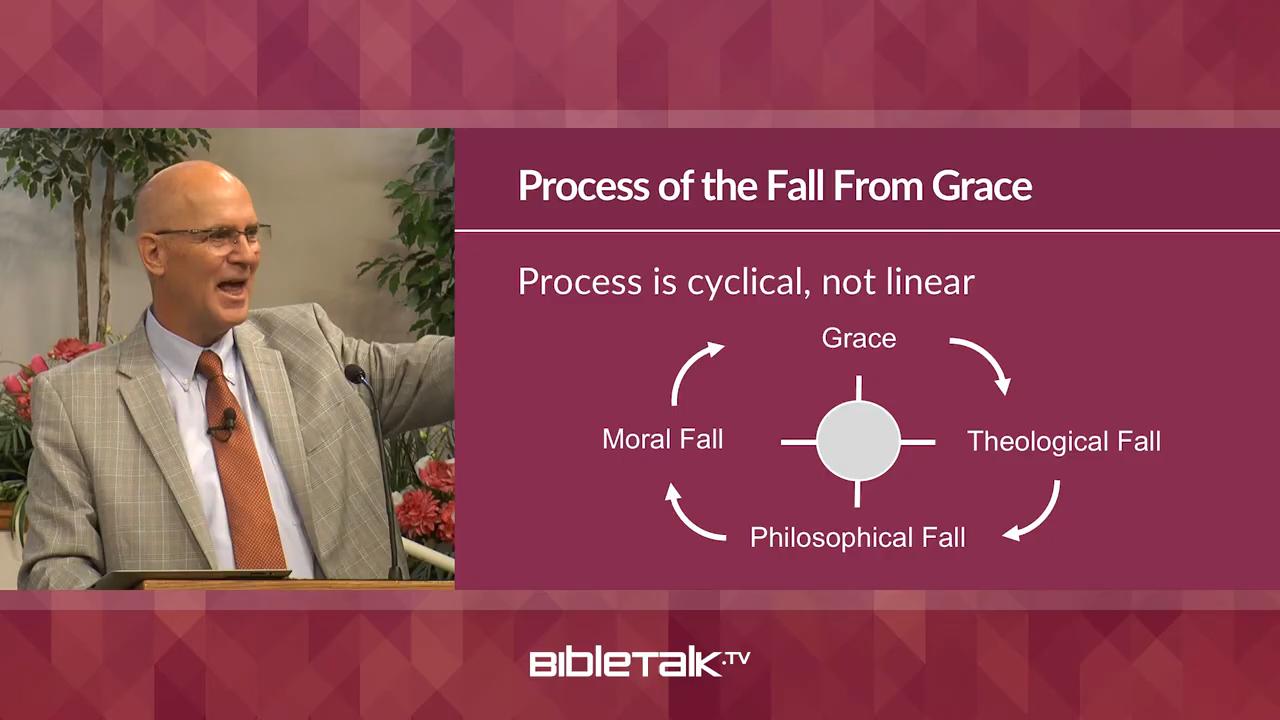 Process of the Fall From Grace
Process is cyclical, not linear
Grace
Moral Fall
Theological Fall
Philosophical Fall
BIBLETALK.TV